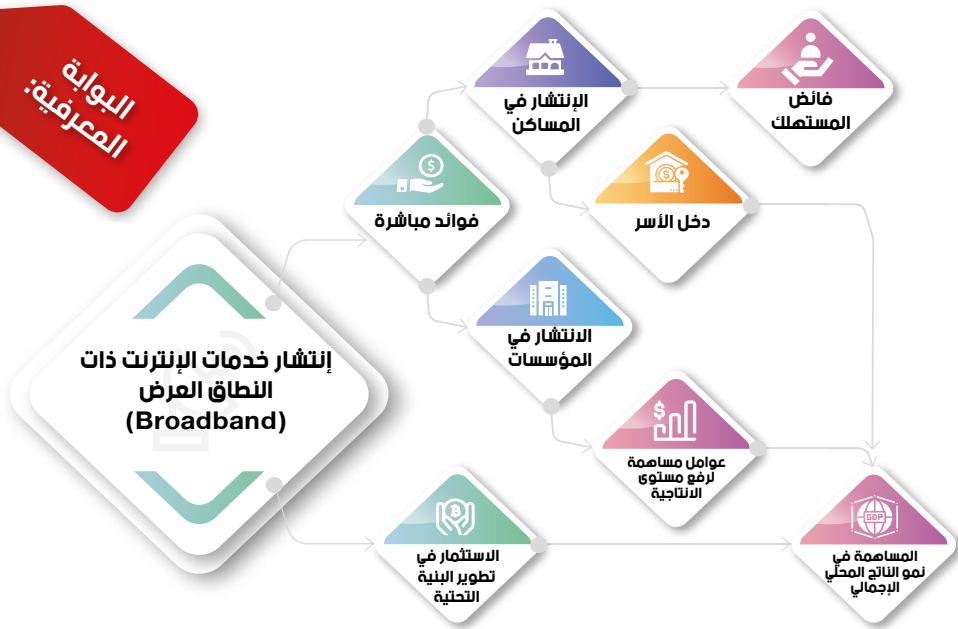 البوابة
المعرفية:
إنتشار خدمات الإنترنت ذات
النطاق العرض
(Broadband)
فوائد مباشرة
الإنتشار في
المساكن
فائض
المستهلك
دخل الأسر
الانتشار في
المؤسسات
عوامل مساهمة
لرفع مستوى
الانتاجية
الاستثمار في
تطوير البنية
التحتية
GDP
المساهمة في
نمو الناتج المحلي
الإجمالي